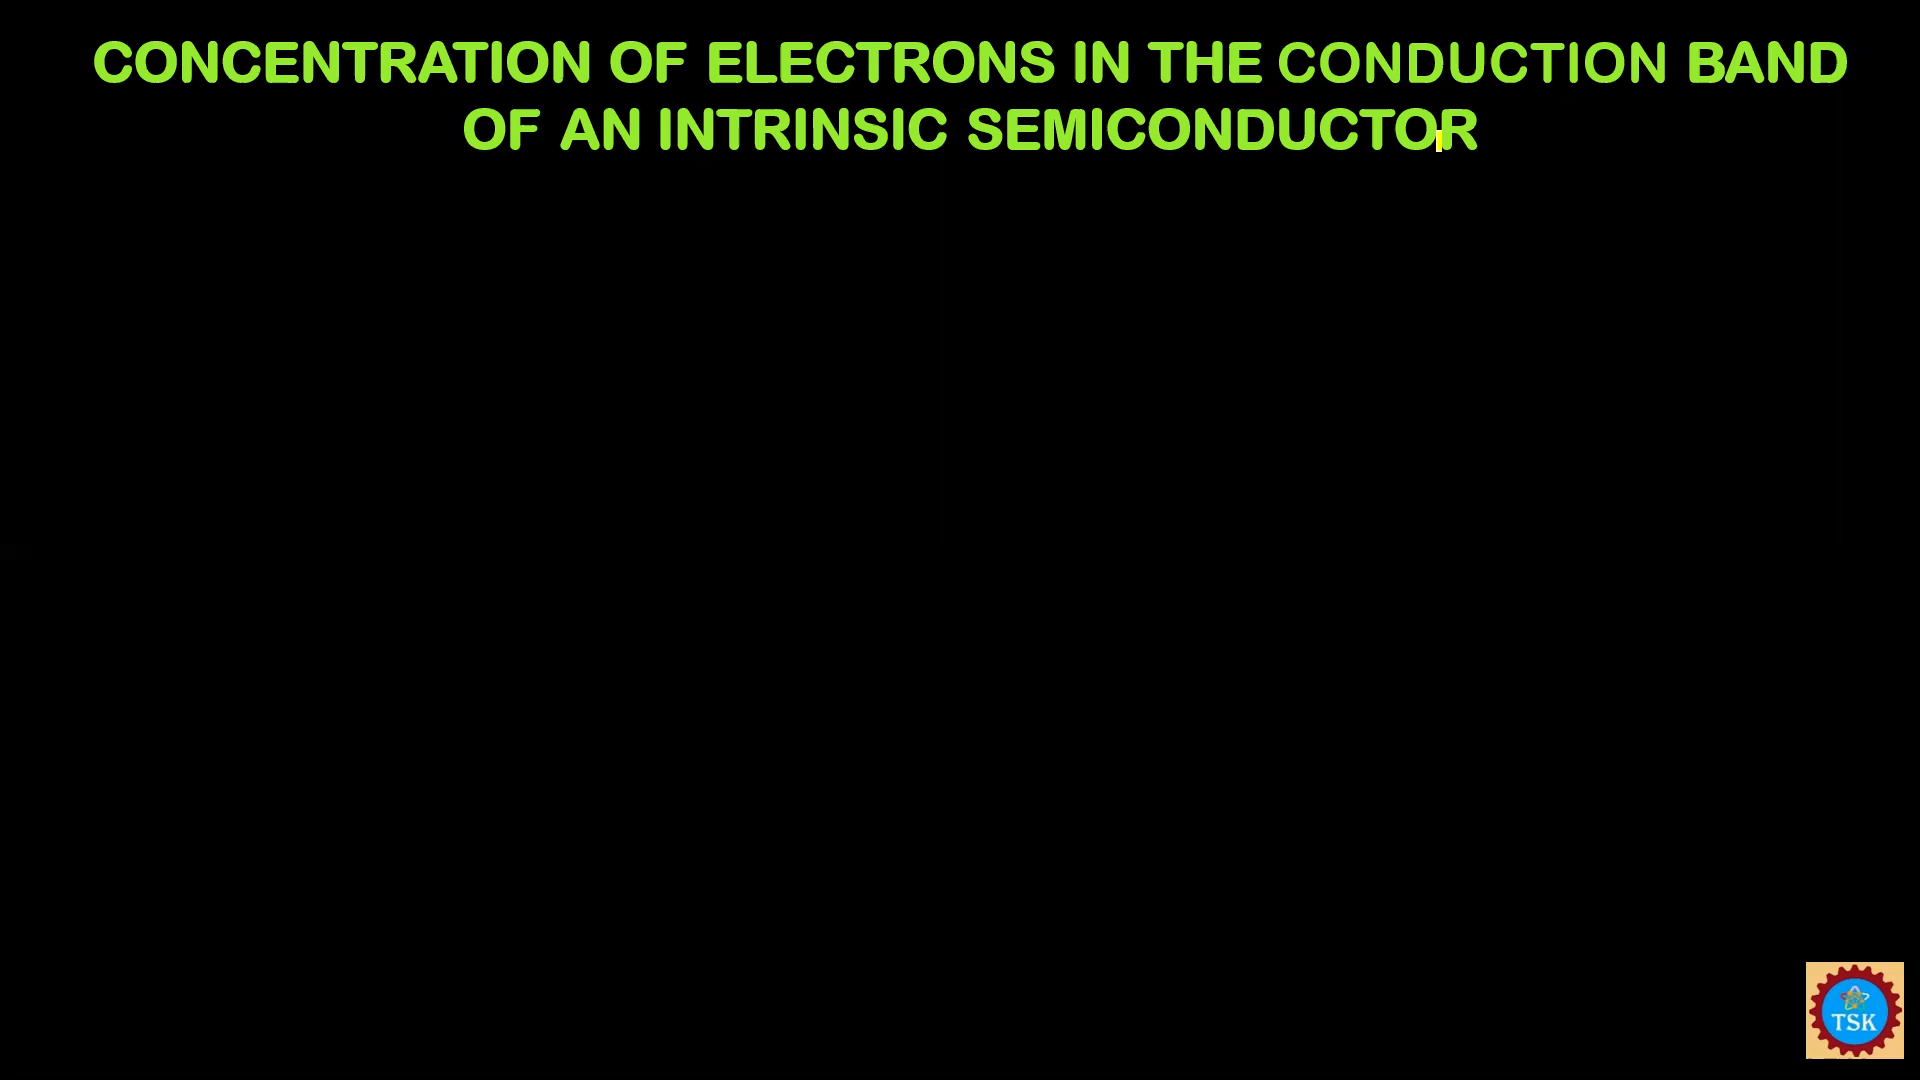 CONCENTRATION OF ELECTRONS IN THE CONDUCTION BAND
OF AN INTRINSIC SEMICONDUCTOR
TSK